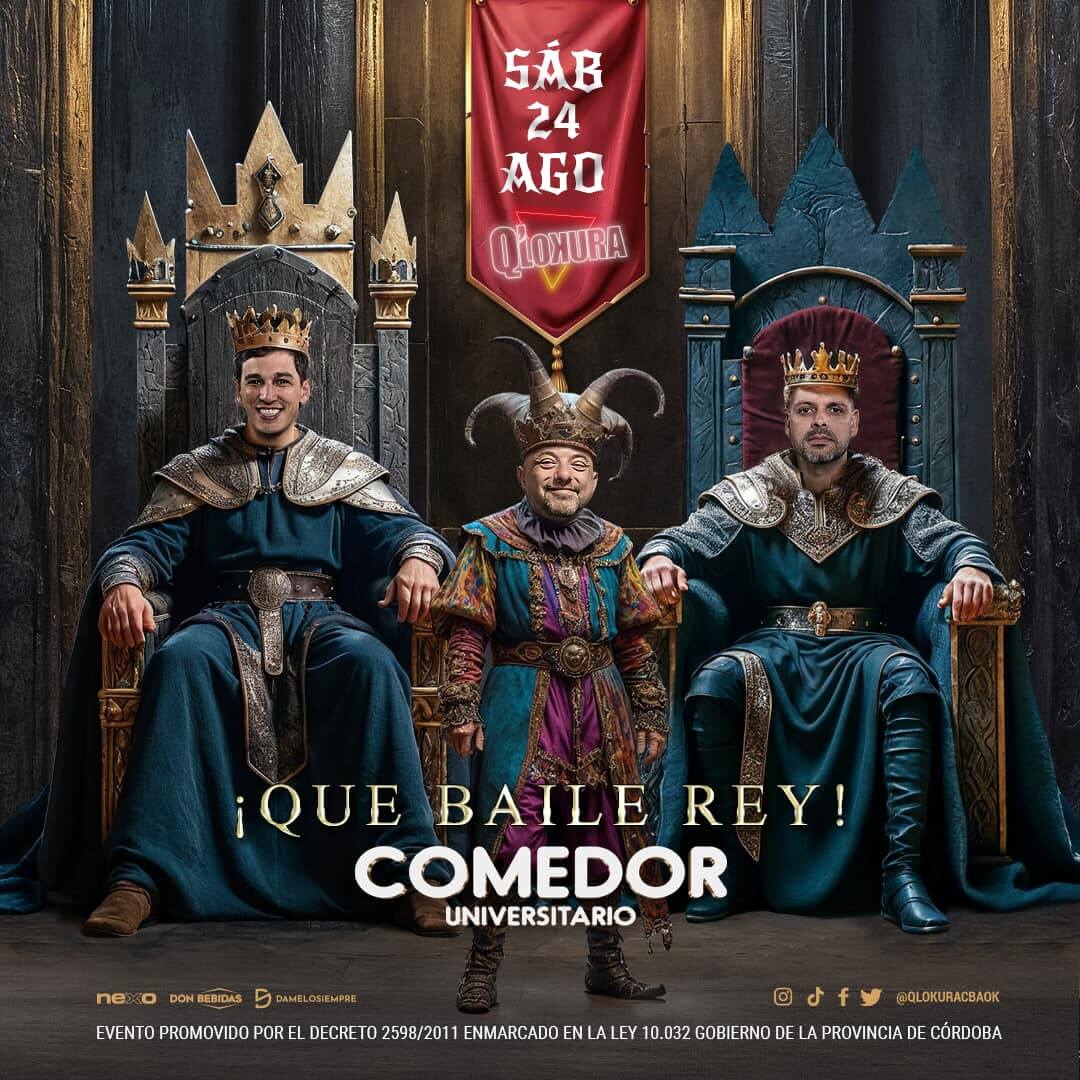 SÁB
24
AGO
Q'LOKURA
¡QUE BAILE REY!
COMEDOR
UNIVERSITARIO
nexo DON BEBIDAS DAMELOSIEMPRE
@QLOKURACBAOK
EVENTO PROMOVIDO POR EL DECRETO 2598/2011 ENMARCADO EN LA LEY 10.032 GOBIERNO DE LA PROVINCIA DE CÓRDOBA